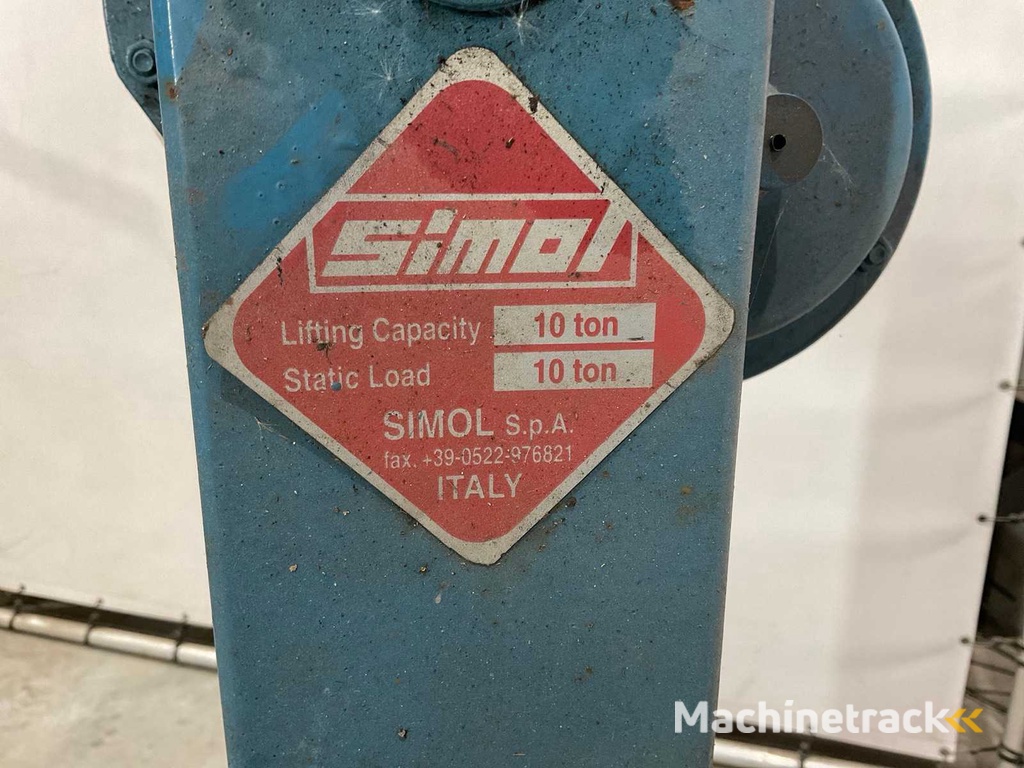 Simol
Lifting Capacity 10 ton
Static Load 10 ton
SIMOL S.p.A.
fax. +39-0522-976821
ITALY
Machinetrack